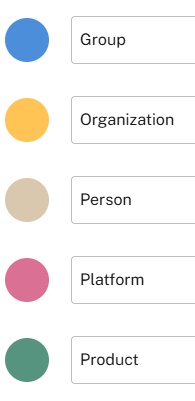 Group
Organization
Person
Platform
Product